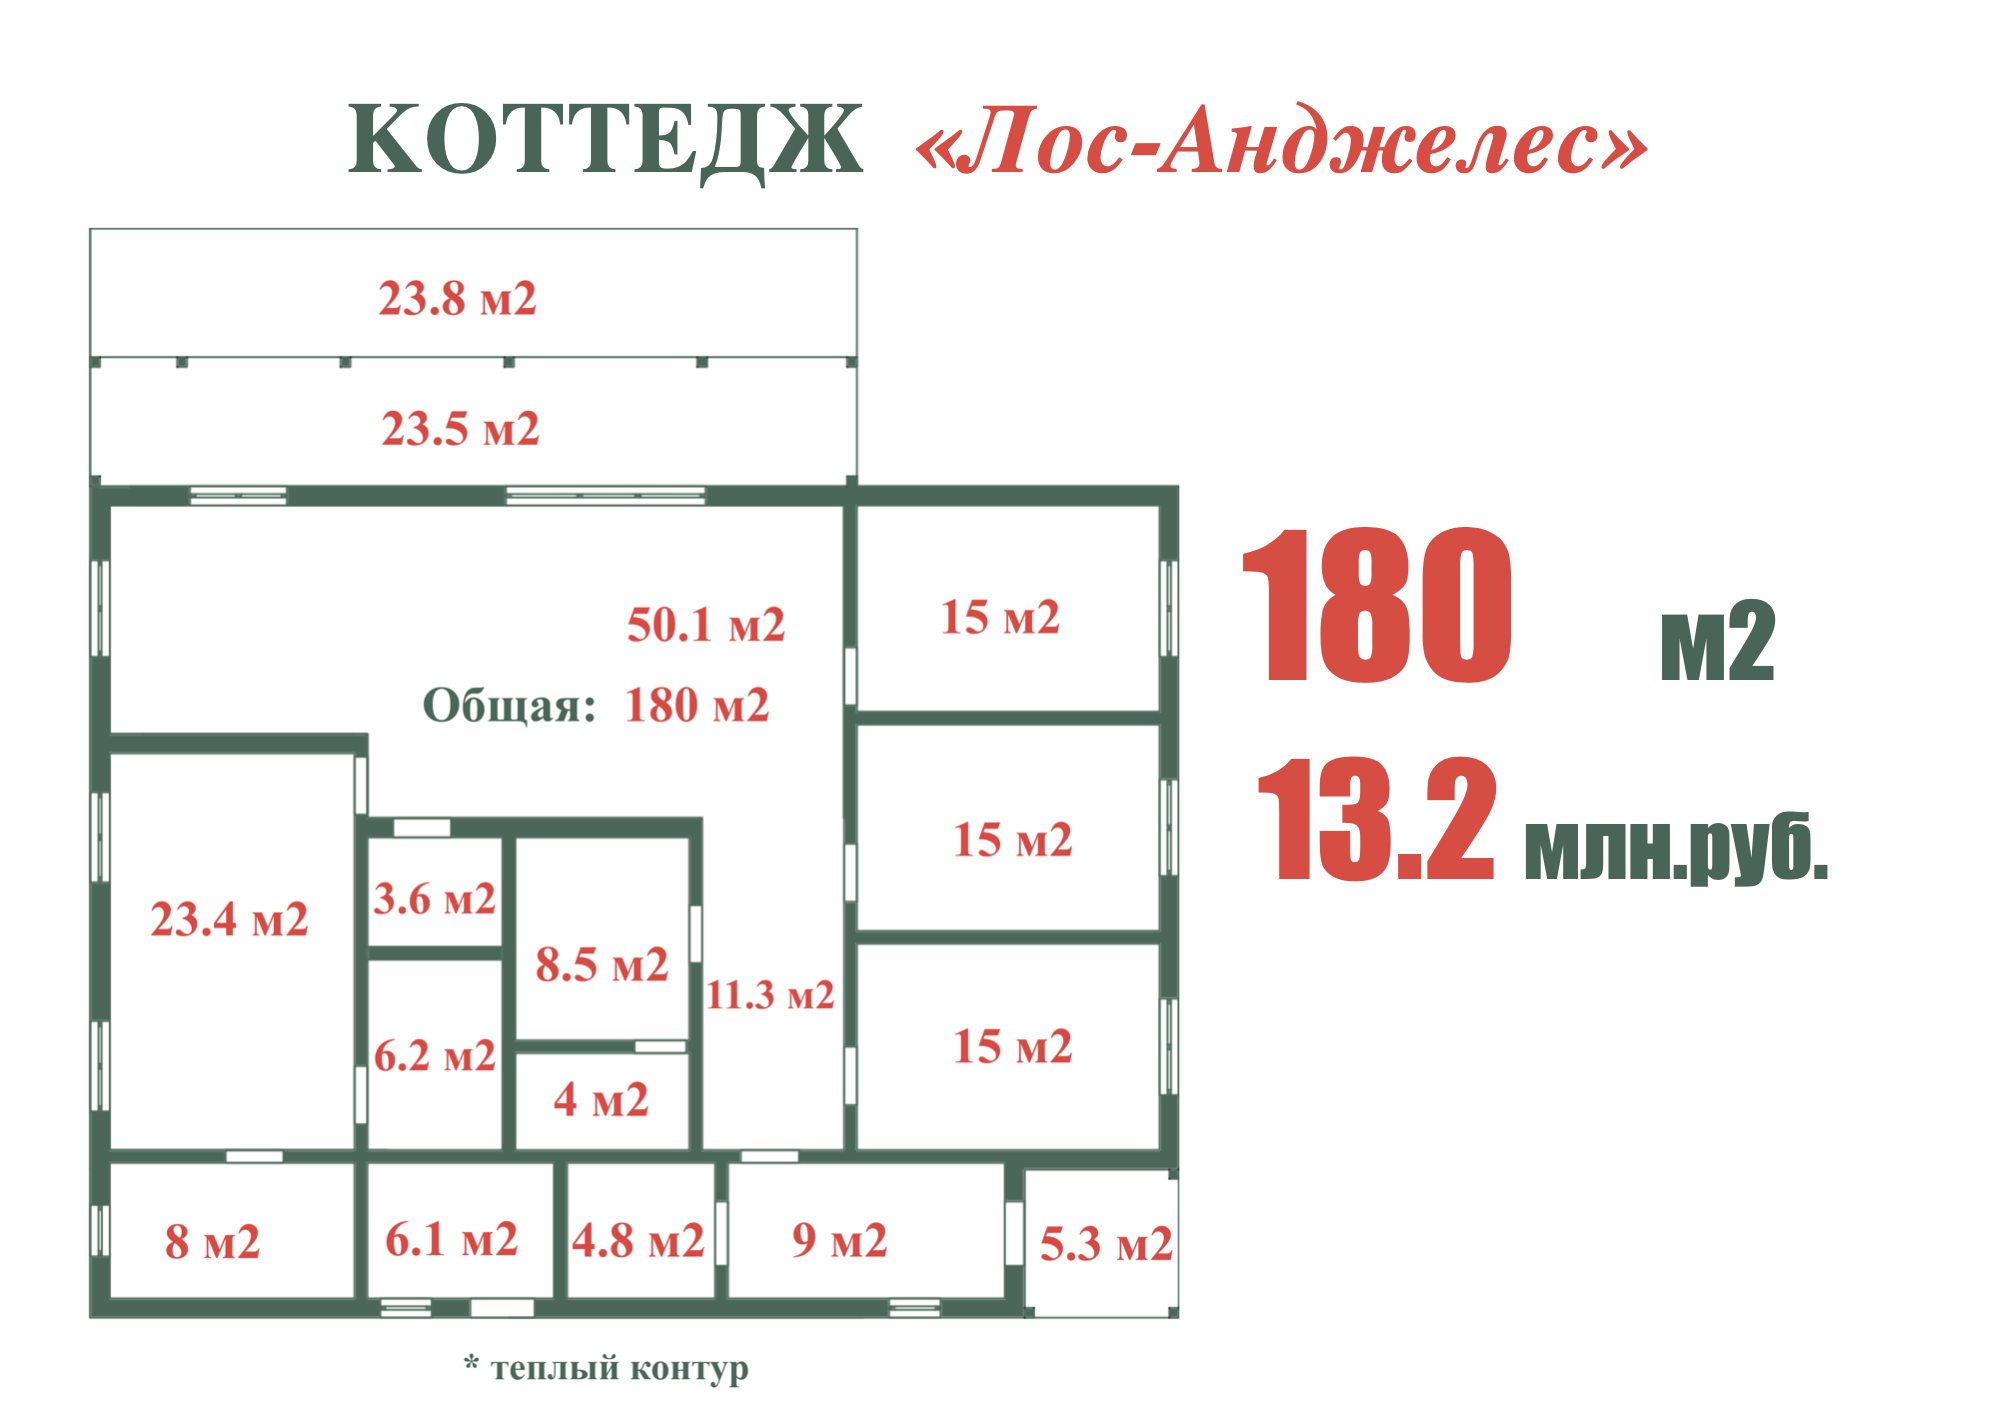 КОТТЕДЖ «Лос-Анджелес»
23.8 м2
23.5 м2
50.1 м2
Общая: 180 м2
15 м2
15 м2
15 м2
23.4 м2
3.6 м2
8.5 м2
6.2 м2
11.3 м2
4 м2
8 м2
6.1 м2
4.8 м2
9 м2
5.3 м2
* теплый контур
180 м2
13.2 млн.руб.